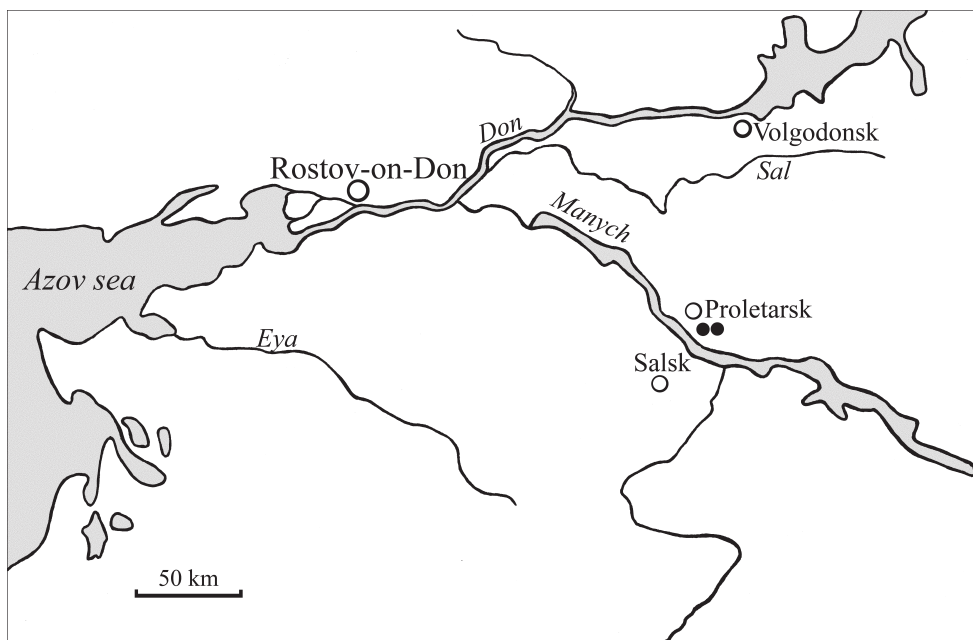 Don
Volgodonsk
Rostov-on-Don
Sal
Manych
Azov sea
Proletarsk
Eya
Salsk
50 km